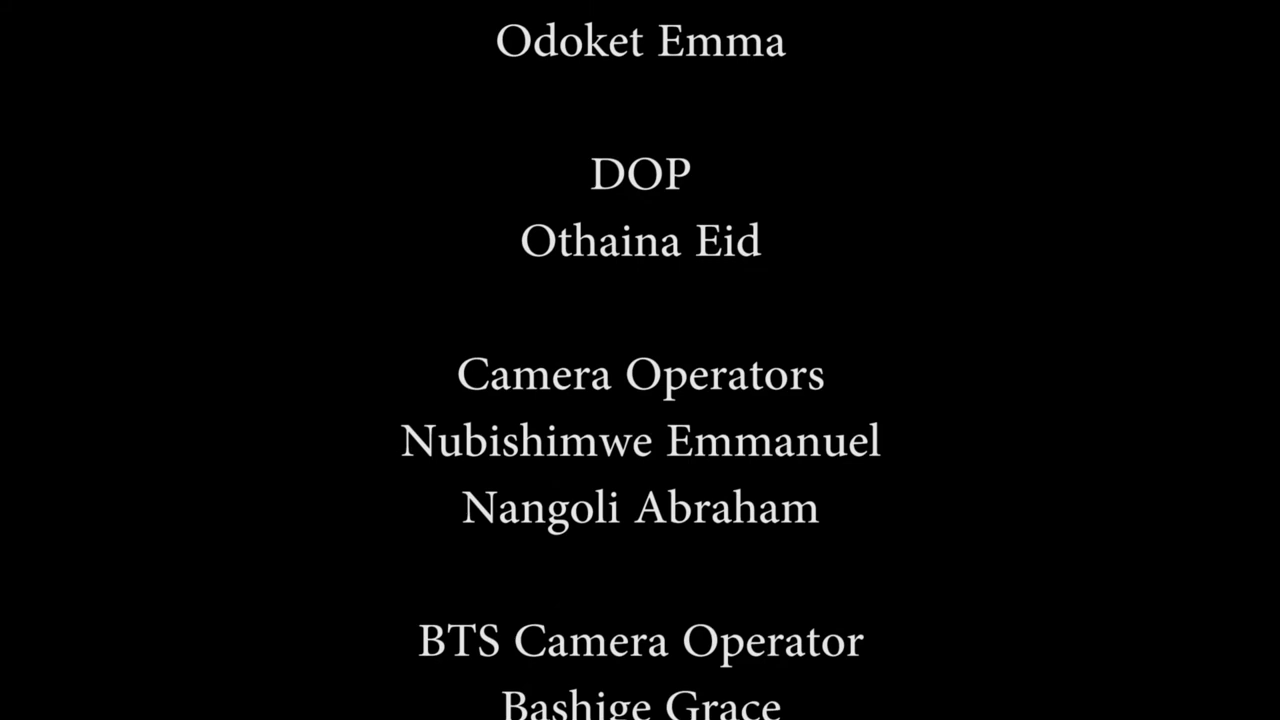 Odoket Emma
DOP
Othaina Eid
Camera Operators
Nubishimwe Emmanuel
Nangoli Abraham
BTS Camera Operator
Bashige Grace